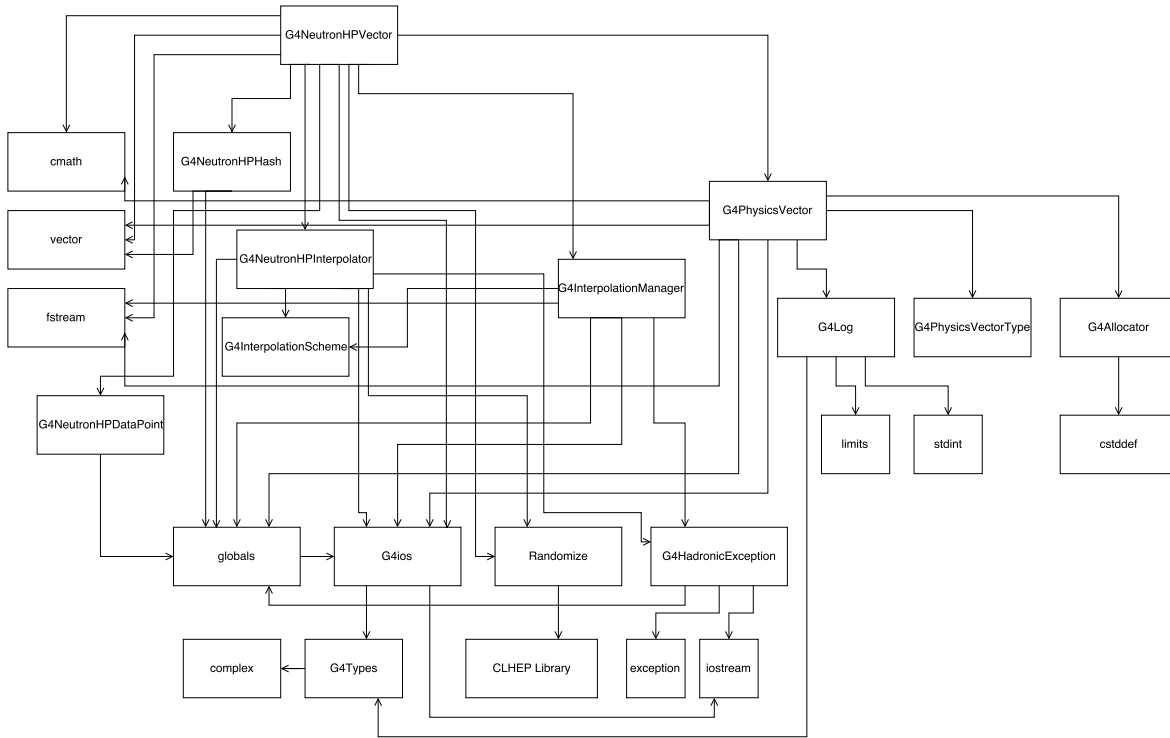 G4NeutronHPVector
cmath
G4NeutronHPHash
G4PhysicsVector
vector
G4NeutronHPInterpolator
G4InterpolationManager
fstream
G4InterpolationScheme
G4Log
G4PhysicsVectorType
G4Allocator
G4NeutronHPDataPoint
limits
stdint
cstddef
globals
G4ios
Randomize
G4HadronicException
complex
G4Types
CLHEP Library
exception
iostream